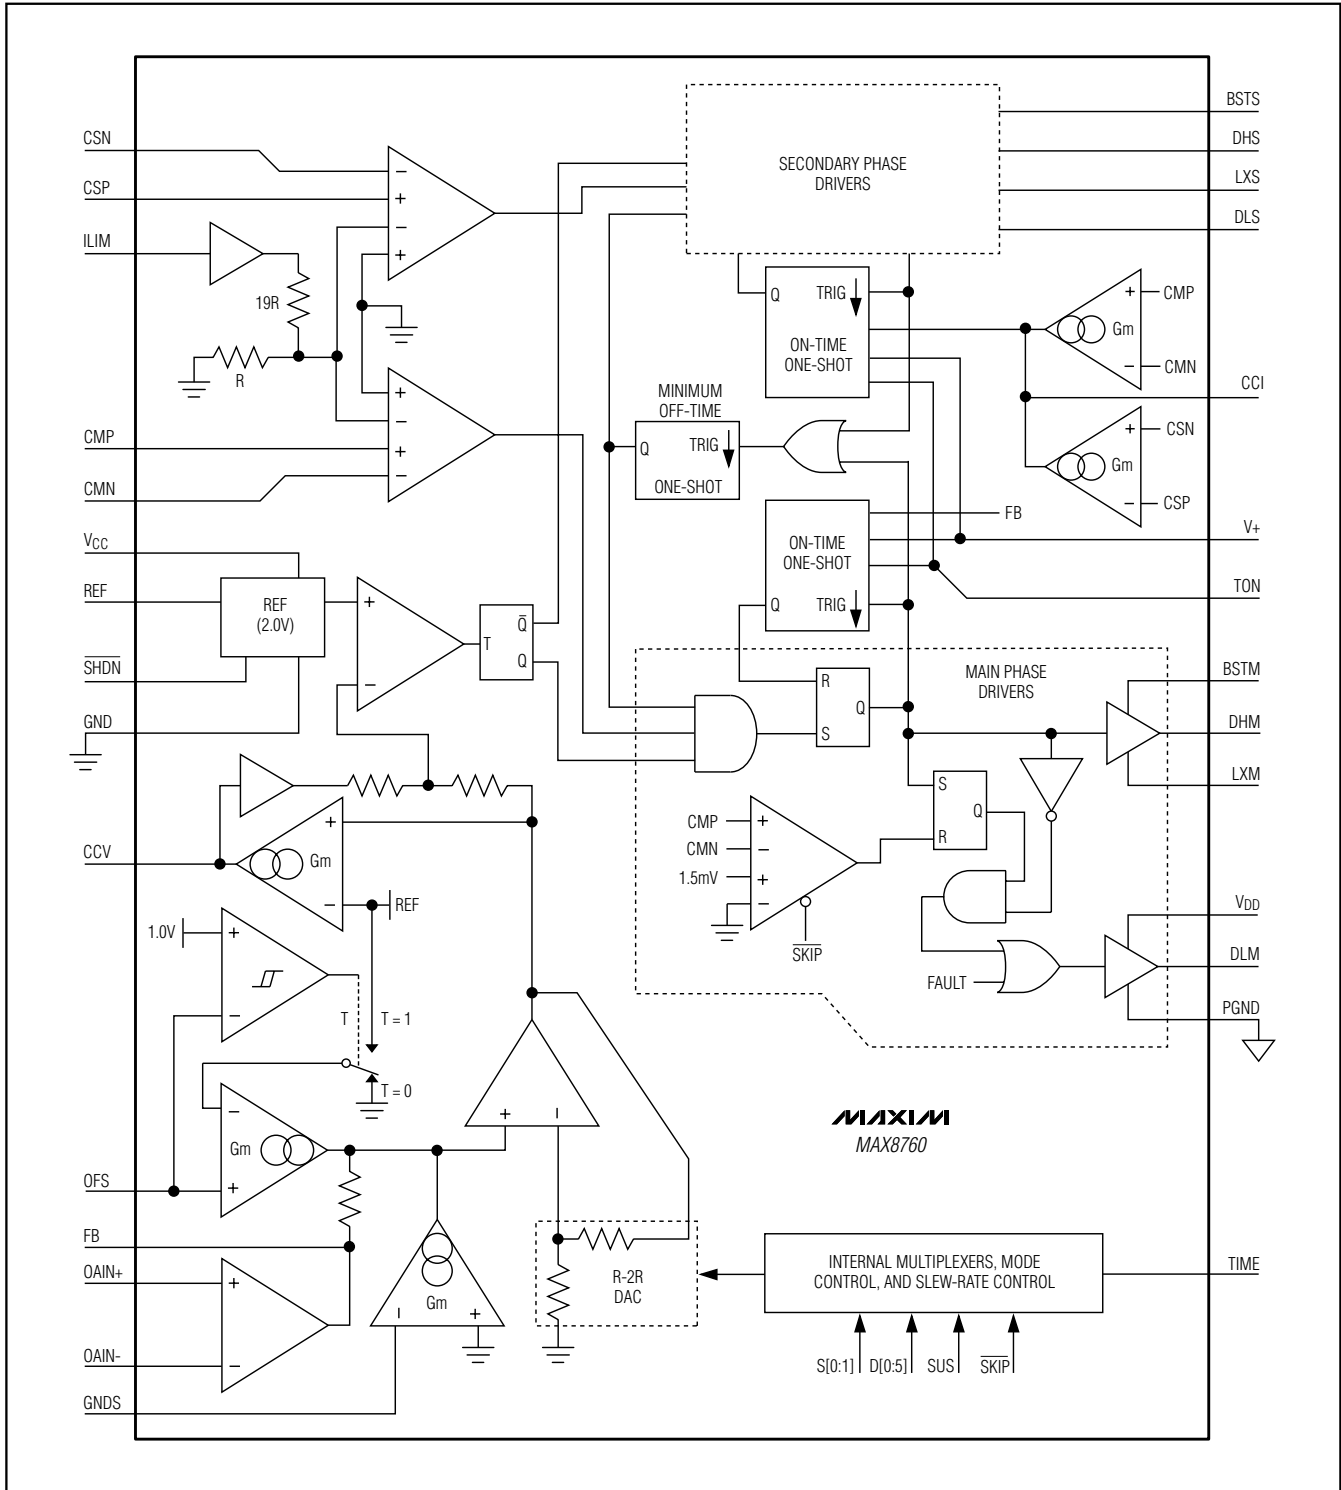 BSTS
CSN
DHS
SECONDARY PHASE
DRIVERS
CSP
LXS
−
+
ILIM
−
DLS
+
19R
Q
TRIG
+
CMP
Gm
ON-TIME
ONE-SHOT
−
CMN
R
CCI
MINIMUM
OFF-TIME
+
−
CMP
+
−
CMN
Q
TRIG
ONE-SHOT
+
CSN
Gm
−
CSP
FB
V+
VCC
ON-TIME
ONE-SHOT
REF
REF
(2.0V)
+
−
T
Q̅
Q
Q
TRIG
TON
S̅H̅D̅N̅
GND
MAIN PHASE
DRIVERS
R
S
Q
BSTM
DHM
LXM
S
Q
R
CCV
+
Gm
−
REF
CMP
+
CMN
−
1.5mV
+
−
S̅K̅I̅P̅
1.0V
+
−
T
T = 1
T = 0
VDD
DLM
FAULT
PGND
+
−
MAXIM
MAX8760
−
Gm
+
OFS
FB
OAIN+
+
−
OAIN-
GNDS
−
Gm
+
R-2R
DAC
INTERNAL MULTIPLEXERS, MODE
CONTROL, AND SLEW-RATE CONTROL
TIME
S[0:1]
D[0:5]
SUS
S̅K̅I̅P̅